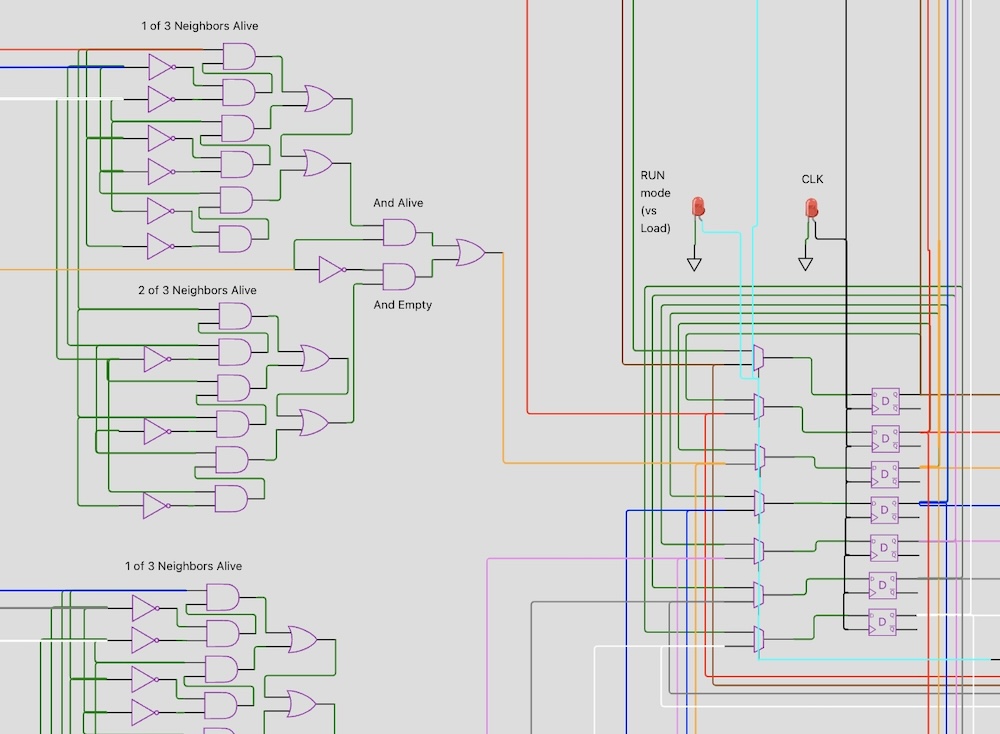 1 of 3 Neighbors Alive
And Alive
2 of 3 Neighbors Alive
And Empty
1 of 3 Neighbors Alive
RUN
mode
(vs
Load)
CLK
D
D
D
D
D
D
D